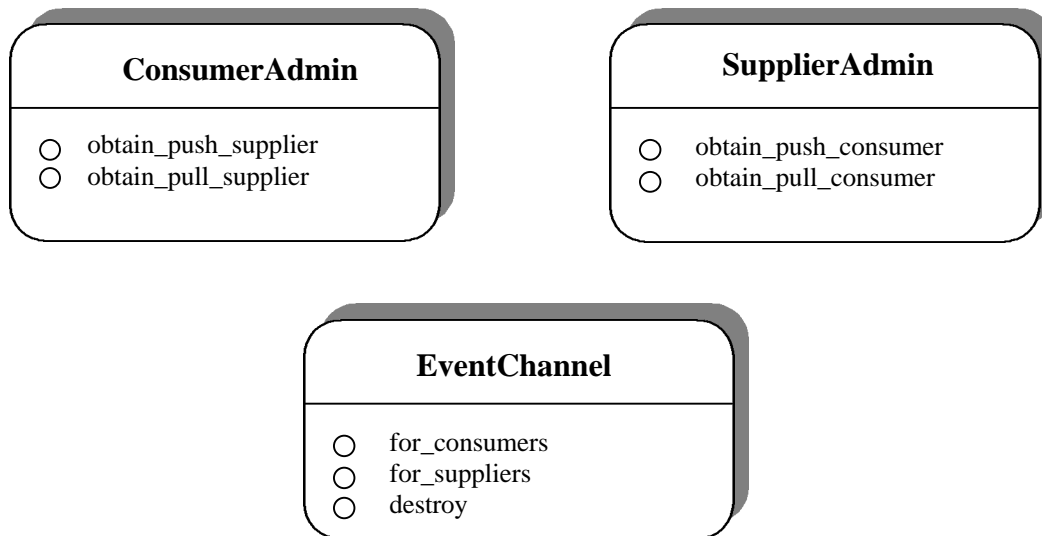 ConsumerAdmin
obtain_push_supplier
obtain_pull_supplier
SupplierAdmin
obtain_push_consumer
obtain_pull_consumer
EventChannel
for_consumers
for_suppliers
destroy